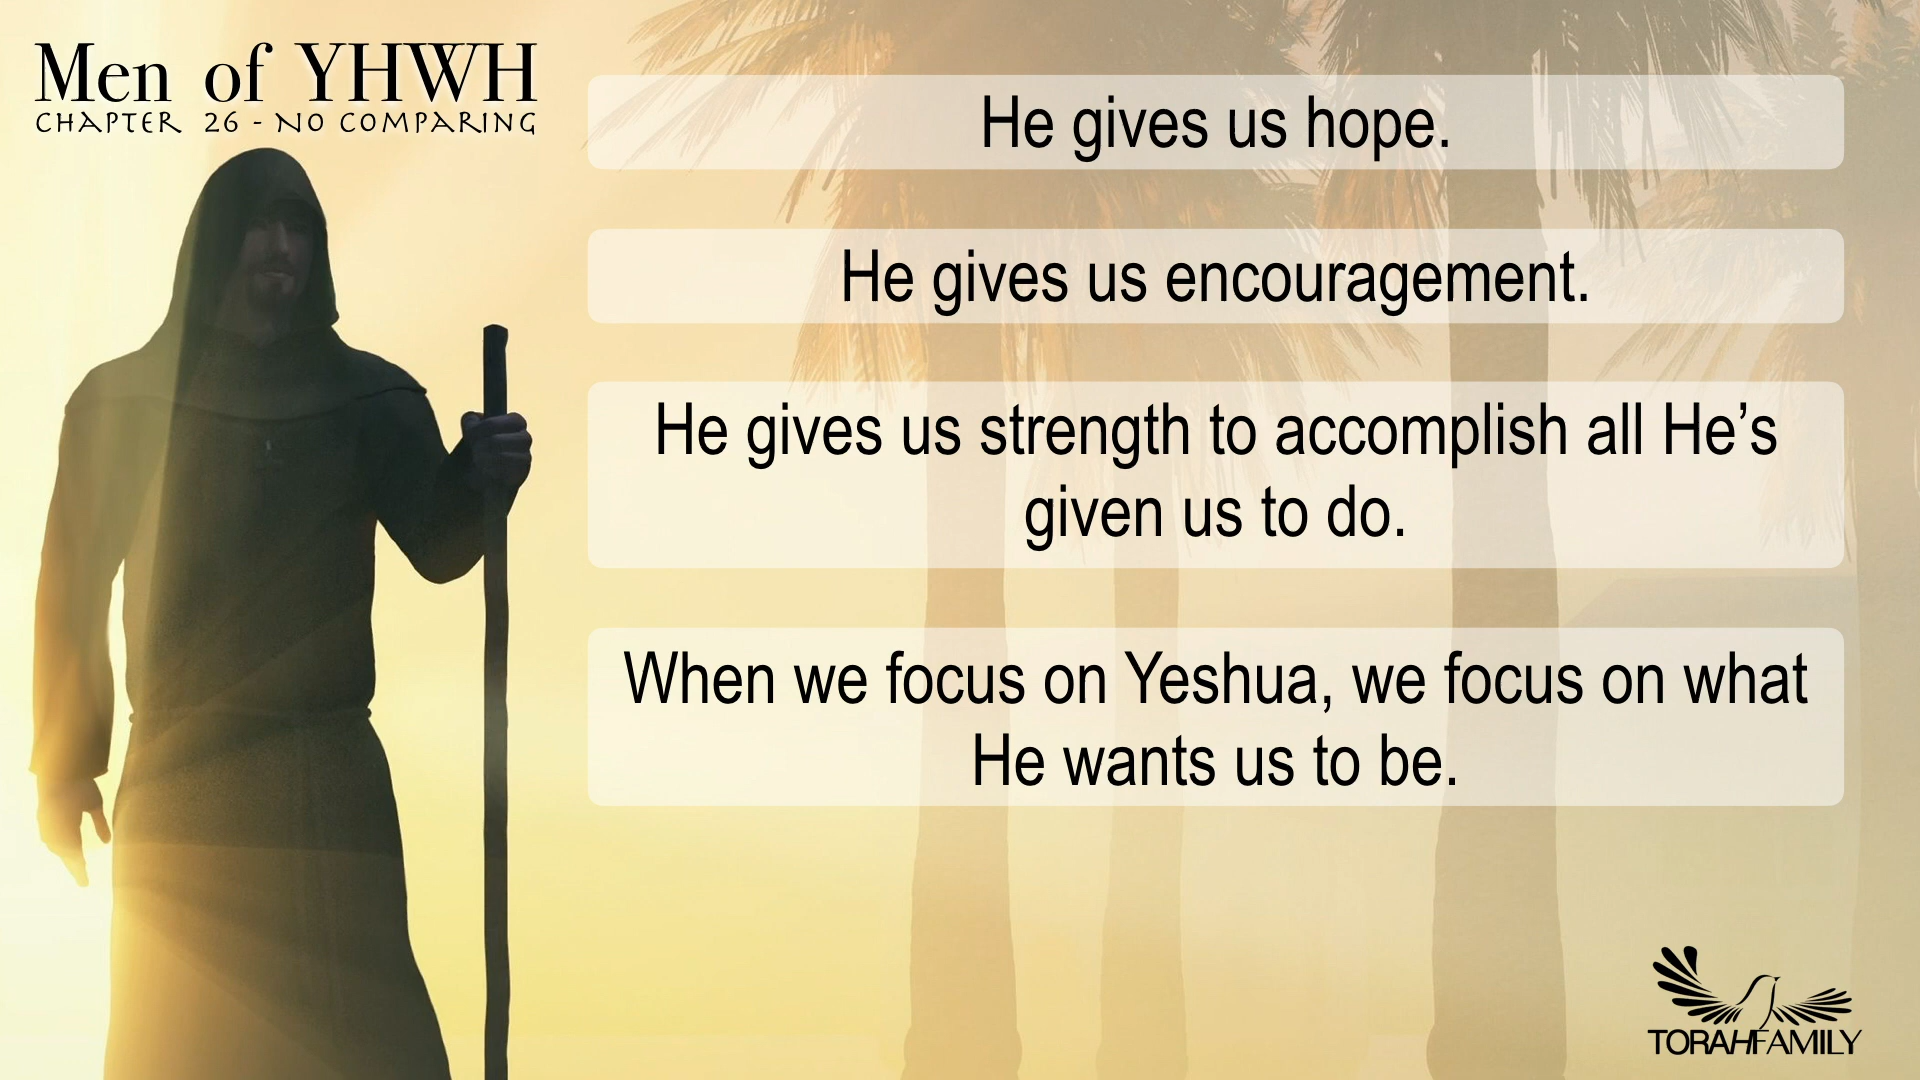 Men of YHWH
CHAPTER 26 - NO COMPARING
He gives us hope.
He gives us encouragement.
He gives us strength to accomplish all He’s
given us to do.
When we focus on Yeshua, we focus on what
He wants us to be.
TORAHFAMILY